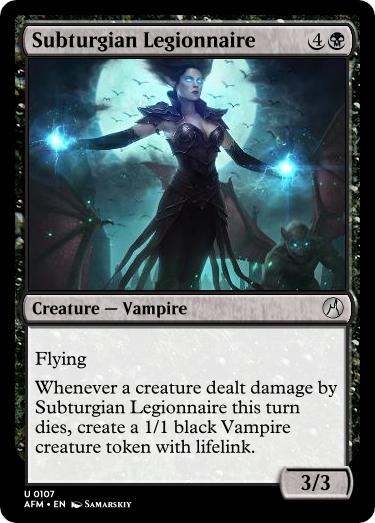 Subturgian Legionnaire 4
Creature — Vampire
Flying
Whenever a creature dealt damage by
Subturgian Legionnaire this turn
dies, create a 1/1 black Vampire
creature token with lifelink.
3/3
U 0107
AFM • EN SAMARSKIY